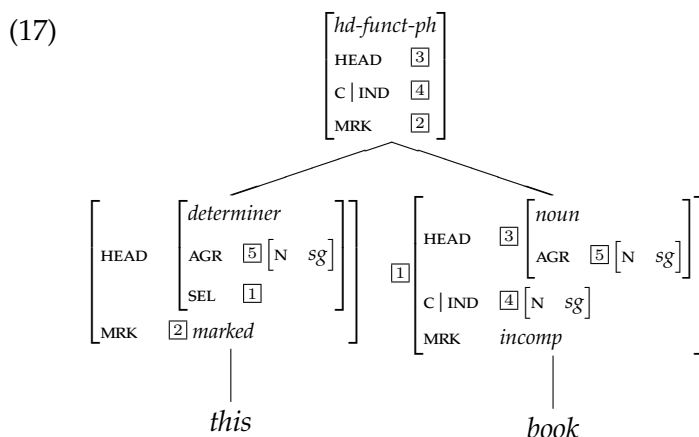 (17)
hd-funct-ph
HEAD 3
C | IND 4
MRK 2
determiner
HEAD AGR 5 [N sg]
SEL 1
MRK 2 marked
1
noun
HEAD 3 AGR 5 [N sg]
C | IND 4 [N sg]
MRK incomp
this
book